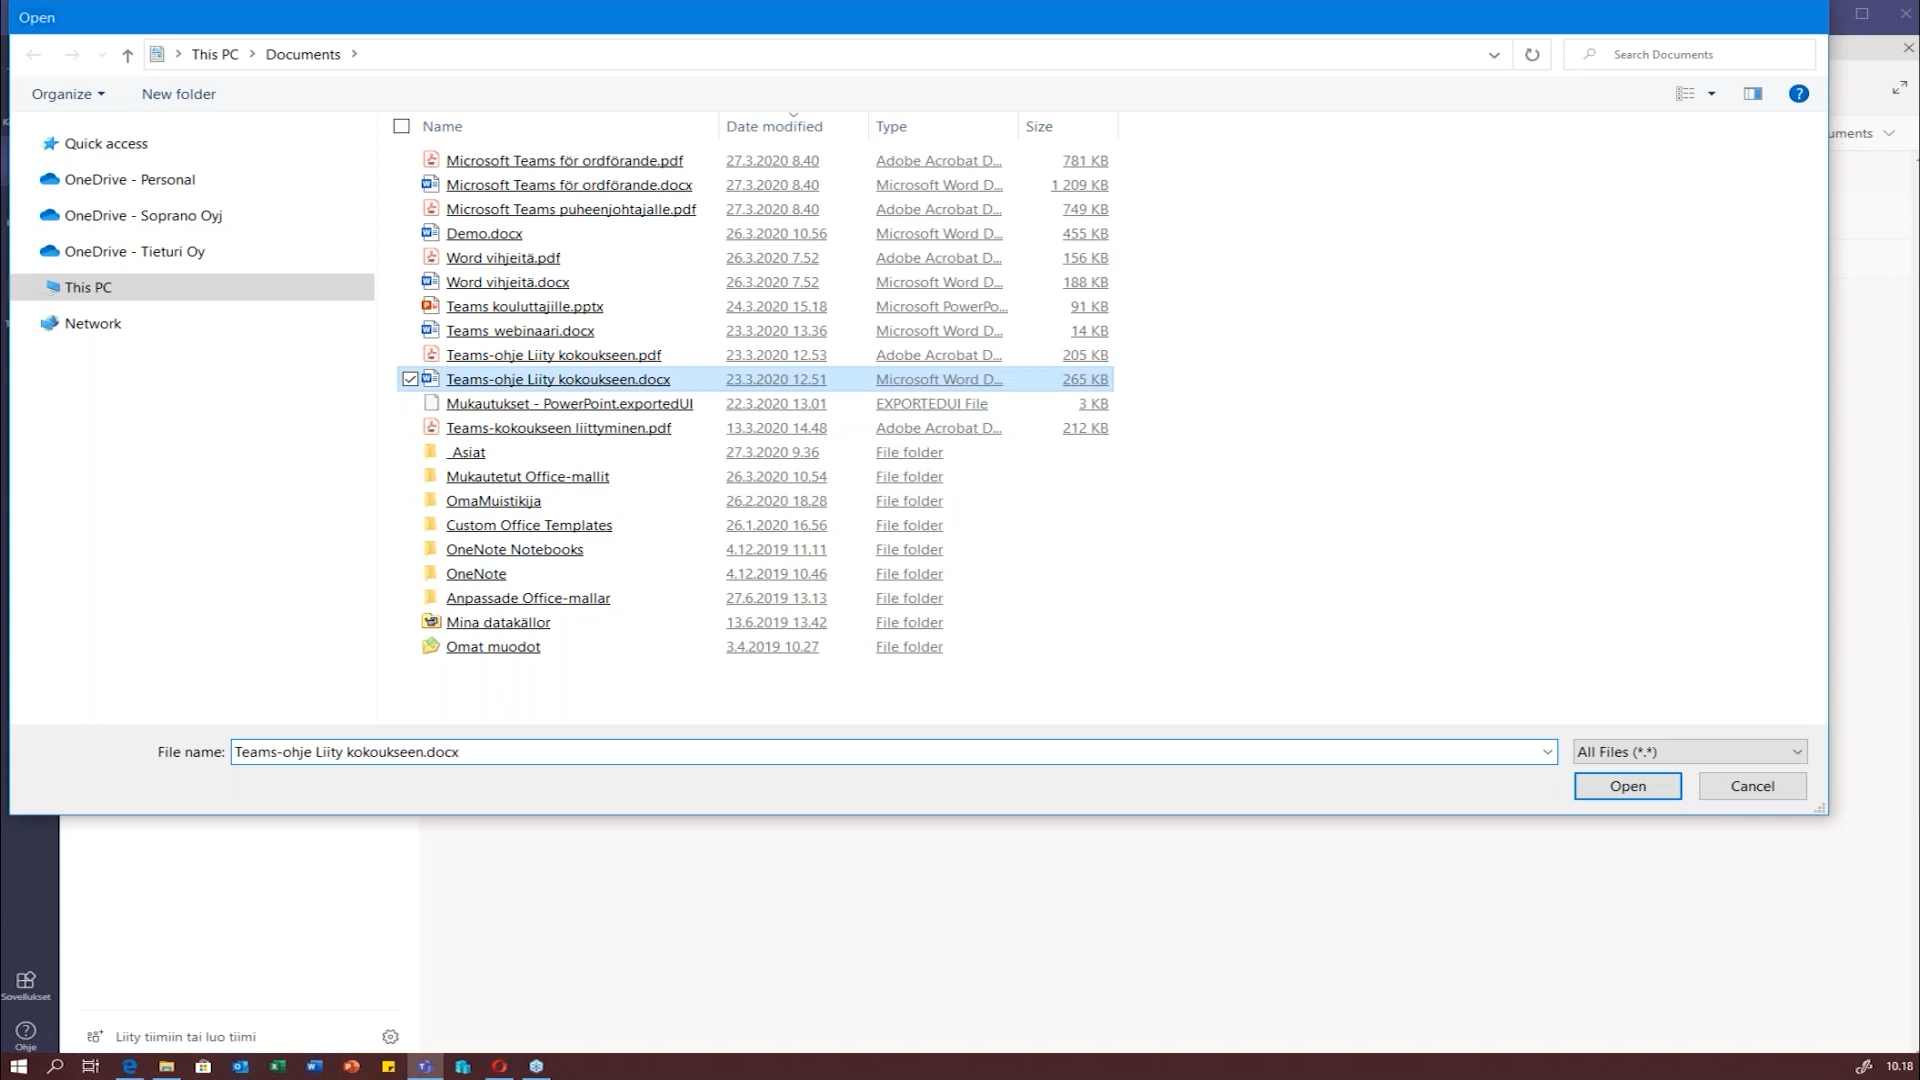 Open
This PC
Documents
Search Documents
Organize
New folder
Name
Date modified
Type
Size
uments
Quick access
OneDrive - Personal
OneDrive - Soprano Oyj
OneDrive - Tieturi Oy
This PC
Network
Microsoft Teams för ordförande.pdf 27.3.2020 8.40 Adobe Acrobat D... 781 KB
Microsoft Teams för ordförande.docx 27.3.2020 8.40 Microsoft Word D... 1 209 KB
Microsoft Teams puheenjohtajalle.pdf 27.3.2020 8.40 Adobe Acrobat D... 749 KB
Demo.docx 26.3.2020 10.56 Microsoft Word D... 455 KB
Word vihjeitä.pdf 26.3.2020 7.52 Adobe Acrobat D... 156 KB
Word vihjeitä.docx 26.3.2020 7.52 Microsoft Word D... 188 KB
Teams kouluttajille.pptx 24.3.2020 15.18 Microsoft PowerPo... 91 KB
Teams_webinaari.docx 23.3.2020 13.36 Microsoft Word D... 14 KB
Teams-ohje Liity kokoukseen.pdf 23.3.2020 12.53 Adobe Acrobat D... 205 KB
Teams-ohje Liity kokoukseen.docx 23.3.2020 12.51 Microsoft Word D... 265 KB
Mukautukset - PowerPoint.exportedUI 22.3.2020 13.01 EXPORTEDUI File 3 KB
Teams-kokoukseen liittyminen.pdf 13.3.2020 14.48 Adobe Acrobat D... 212 KB
_Asiat 27.3.2020 9.36 File folder
Mukautetut Office-mallit 26.3.2020 10.54 File folder
OmaMuistikija 26.2.2020 18.28 File folder
Custom Office Templates 26.1.2020 16.56 File folder
OneNote Notebooks 4.12.2019 11.11 File folder
OneNote 4.12.2019 10.46 File folder
Anpassade Office-mallar 27.6.2019 13.13 File folder
Mina datakällor 13.6.2019 13.42 File folder
Omat muodot 3.4.2019 10.27 File folder
File name: Teams-ohje Liity kokoukseen.docx
All Files (*.*)
Open
Cancel
Sovellukset
Ohje
Liity tiimiin tai luo tiimi
10.18